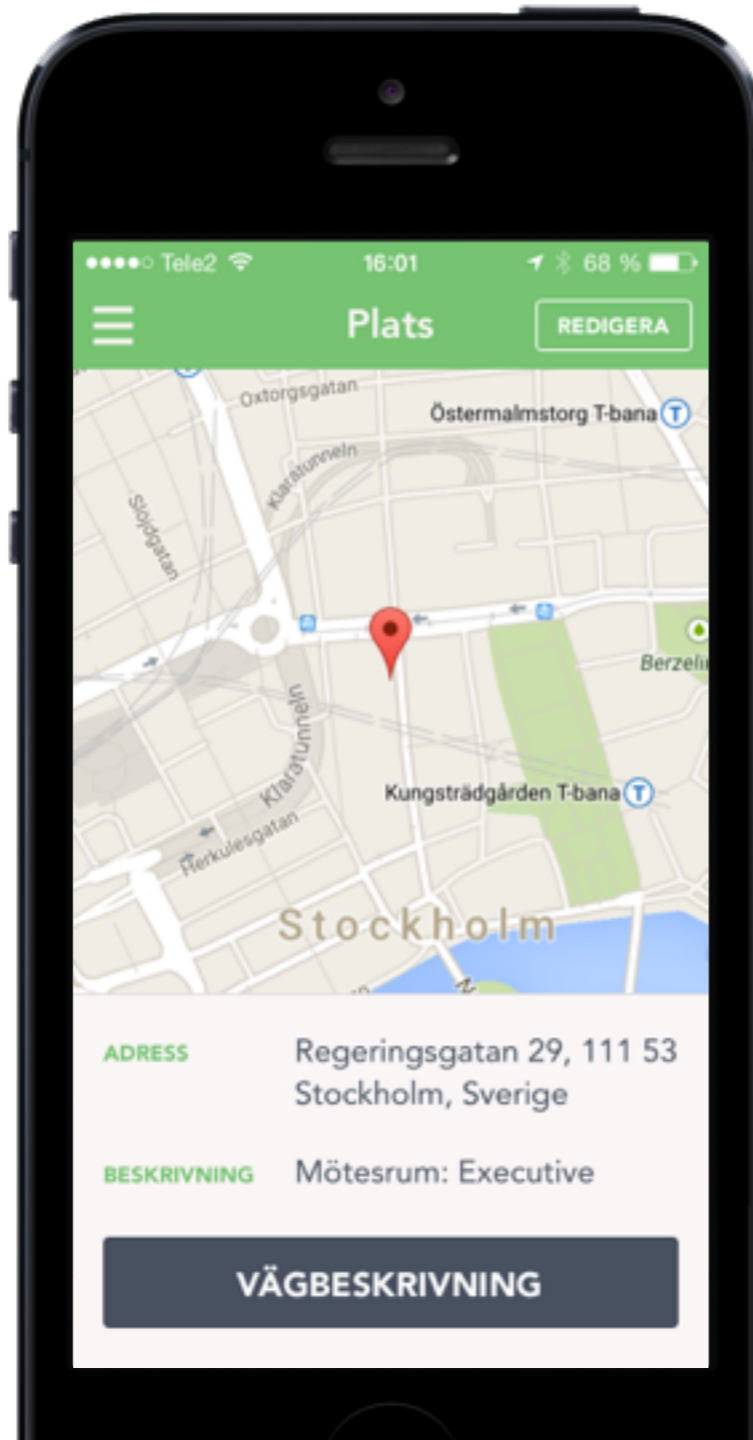 Tele2 16:01 68 %
Plats REDIGERA
Oxtorgsgatan
Östermalmstorg T-bana T
Klaratunneln
Slöjdgatan
Berzelii
Klaratunneln
Kungsträdgården T-bana T
Herkulesgatan
Stockholm
ADRESS Regeringsgatan 29, 111 53
Stockholm, Sverige
BESKRIVNING Mötesrum: Executive
VÄGBESKRIVNING